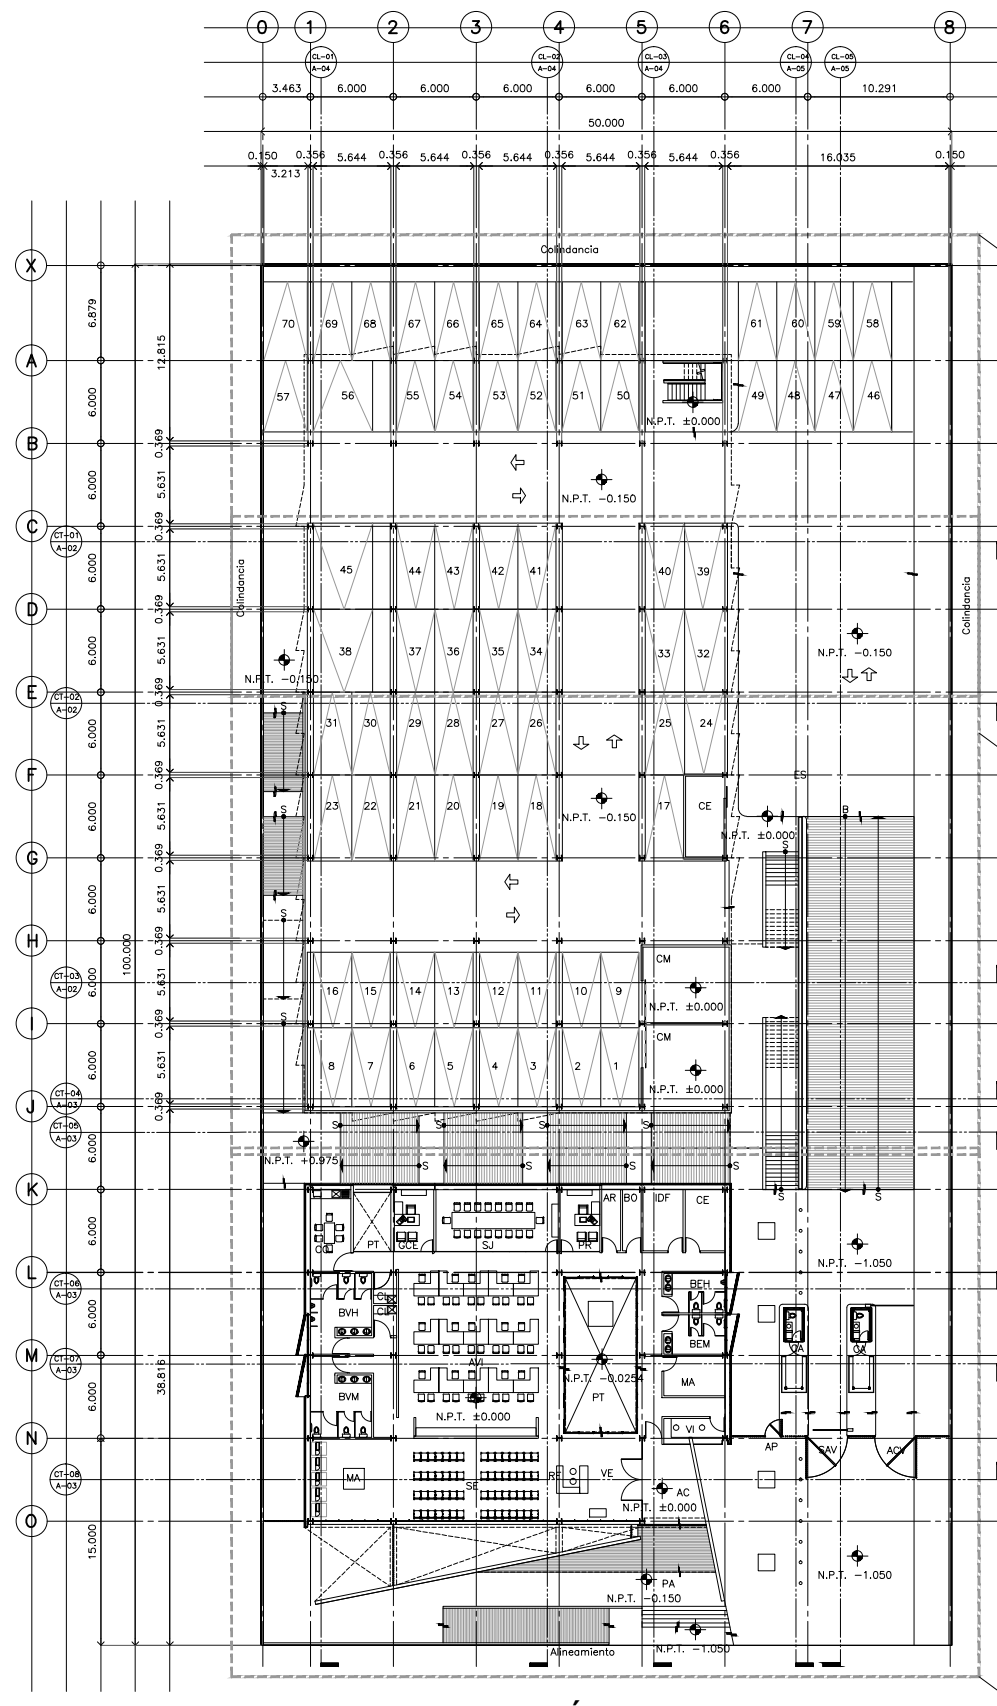 0 1 2 3 4 5 6 7 8
CL-01 CL-02 CL-03 CL-04 CL-05
A-04 A-04 A-04 A-05 A-05
3.463 6.000 6.000 6.000 6.000 6.000 6.000 10.291
50.000
0.150 0.356 5.644 0.356 5.644 0.356 5.644 0.356 5.644 0.356 5.644 0.356 16.035 0.150
3.213
Colindancia
X
6.879
12.815
70 69 68 67 66 65 64 63 62 61 60 59 58
A
6.000
57 56 55 54 53 52 51 50 49 48 47 46
N.P.T. ±0.000
B
0.369
6.000
5.631
N.P.T. -0.150
C
0.369
CT-01
A-02
6.000
5.631
45 44 43 42 41 40 39
Colindancia
Colindancia
D
0.369
6.000
5.631
38 37 36 35 34 33 32
N.P.T. -0.150
N.P.T. -0.150
E
0.369
CT-02
A-02
S
6.000
5.631
31 30 29 28 27 26 25 24
F
0.369
ES
6.000
5.631
23 22 21 20 19 18 17 CE
N.P.T. -0.150
S
B
N.P.T. ±0.000
G
0.369
S
6.000
5.631
S
H
0.369
100.000
CT-03
A-02
6.000
5.631
CM
16 15 14 13 12 11 10 9
N.P.T. ±0.000
I
0.369
S
6.000
5.631
CM
8 7 6 5 4 3 2 1
N.P.T. ±0.000
CT-04
A-03
J
0.369
CT-05
A-03
S S S S
6.000
N.P.T. +0.975
S S S S
K
S S
AR BO IDF CE
6.000
CO PT GCE SJ PR
N.P.T. -1.050
L
CT-06
A-03
BEH
CL
CL
BVH
6.000
BEM
CA CA
M
CT-07
A-03
AVI
N.P.T. -0.0254
MA
38.816
6.000
BVM
PT
N.P.T. ±0.000
VI
N
AP SAV ACV
CT-08
A-03
MA SE RE VE
AC
N.P.T. ±0.000
O
15.000
N.P.T. -1.050
PA
N.P.T. -0.150
N.P.T. -1.050
Alineamiento